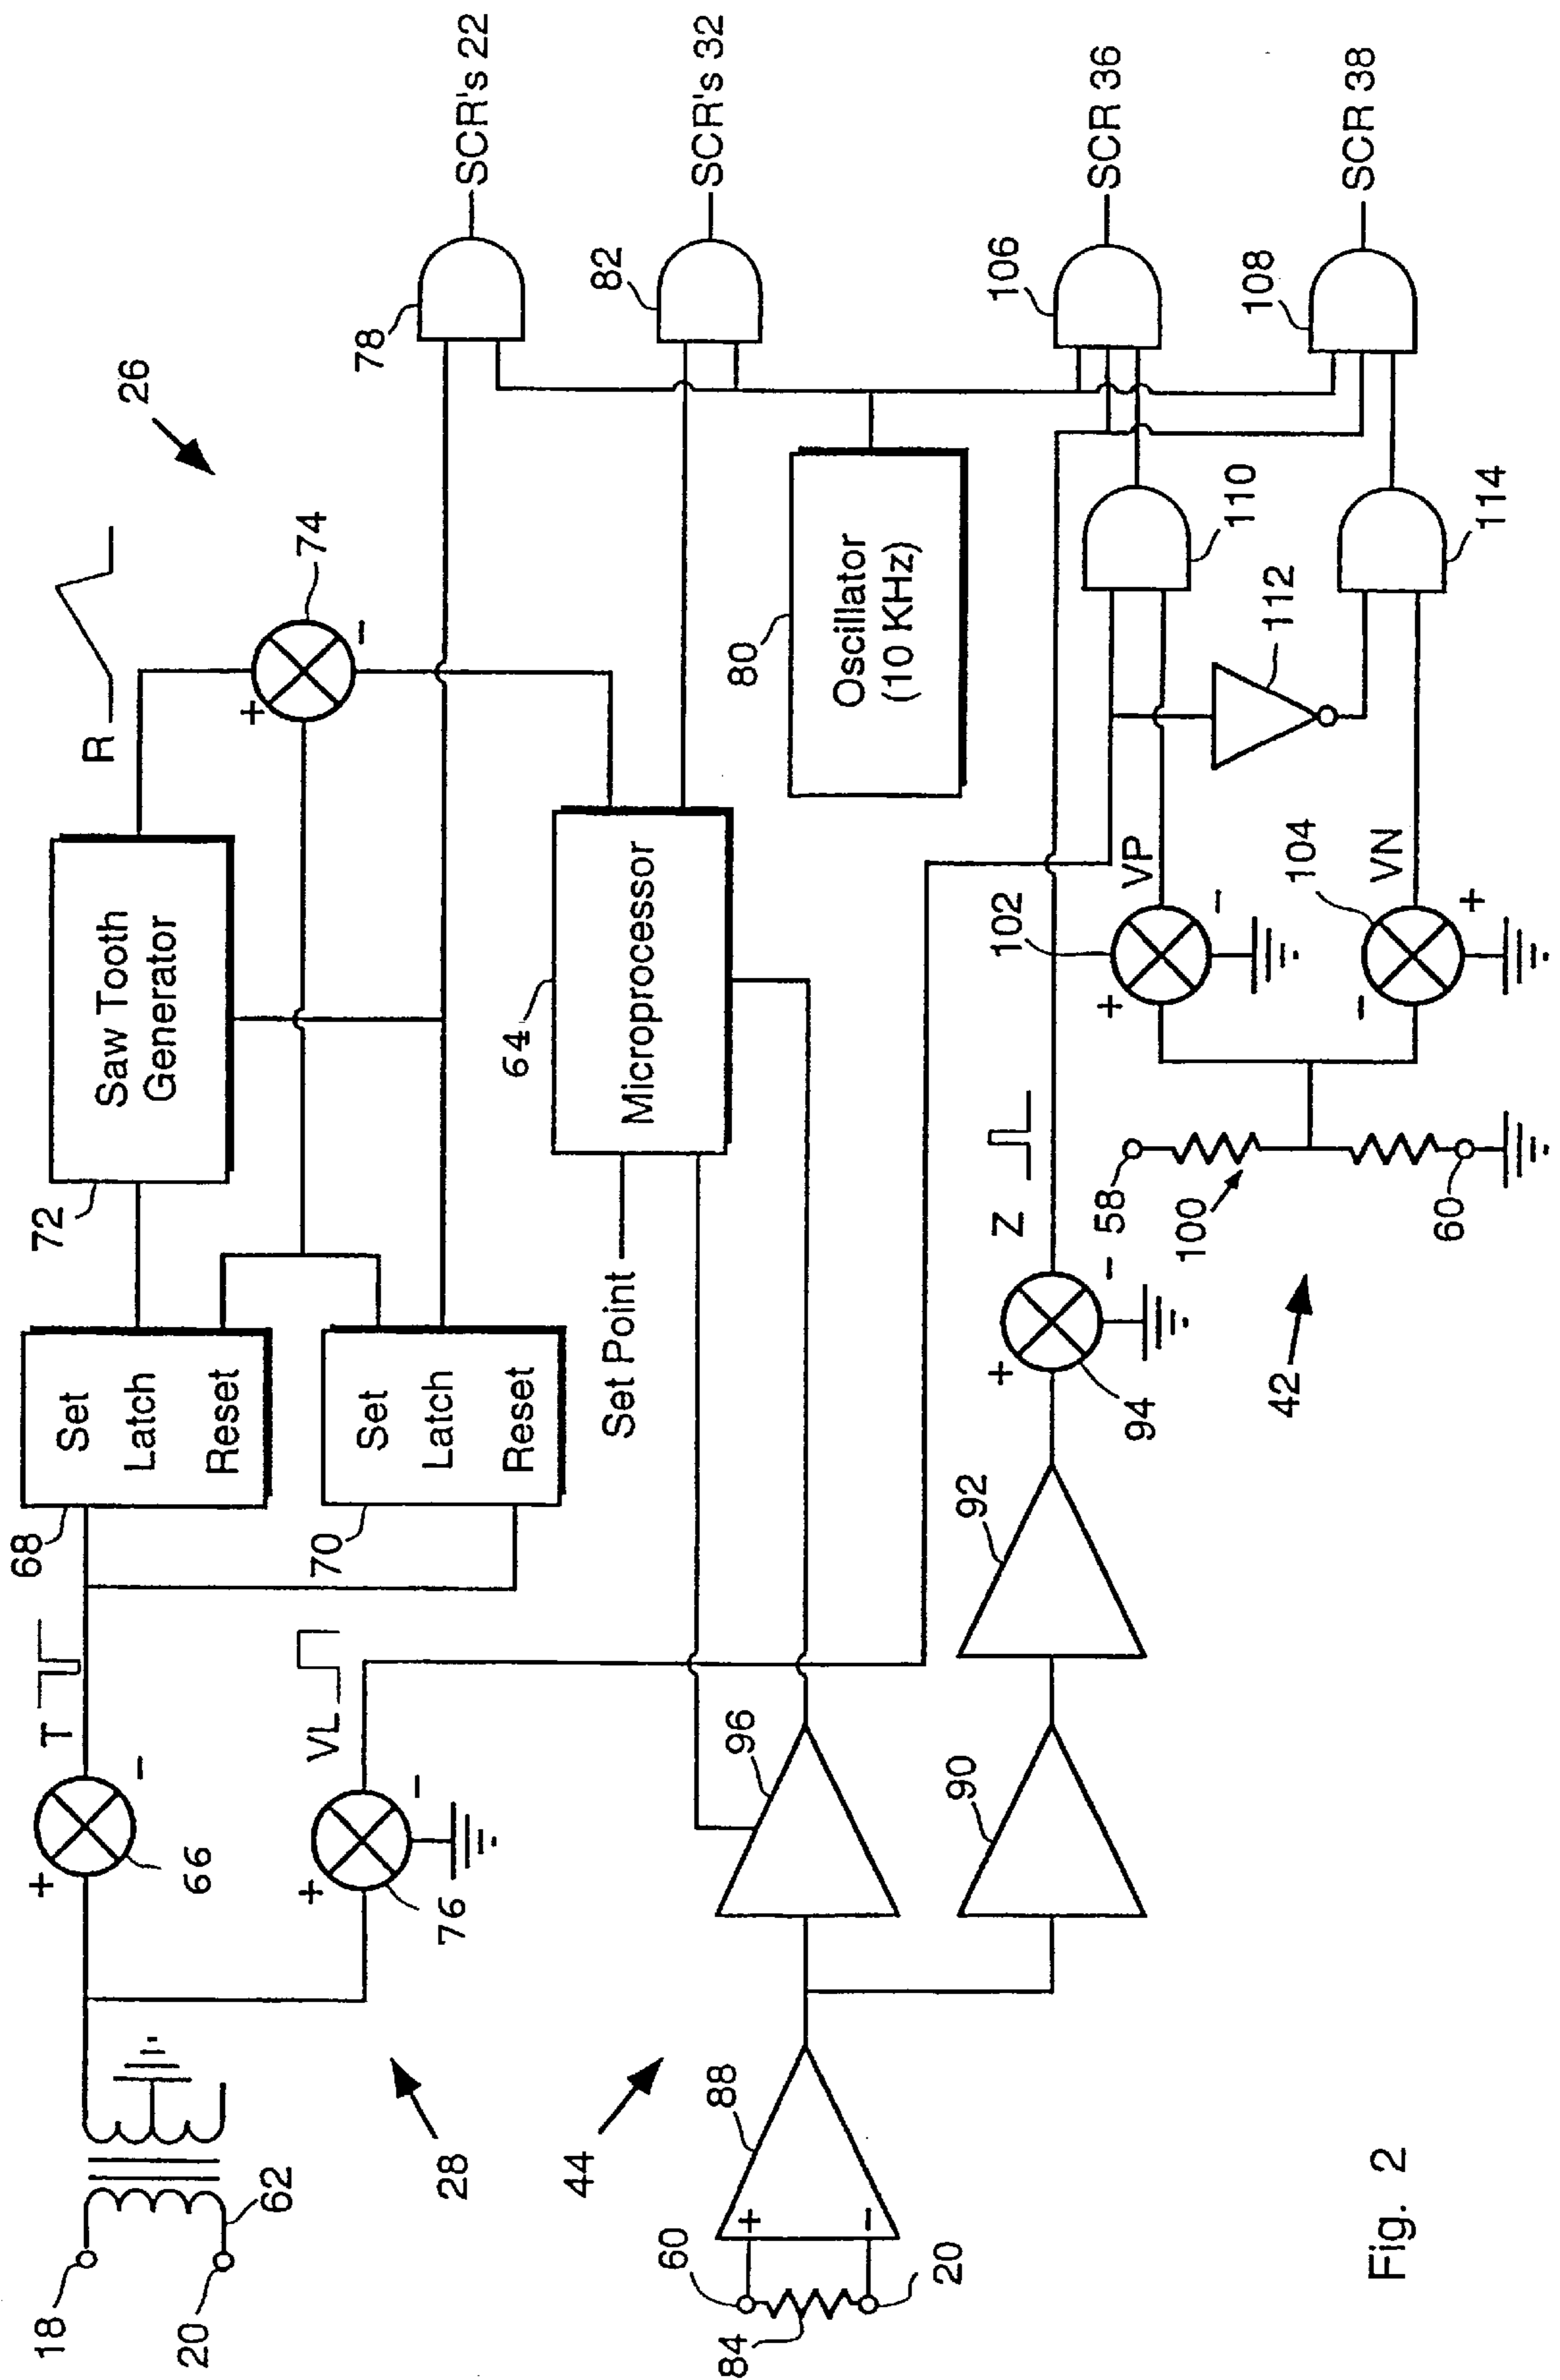 26
R
74
+
-
72
Saw Tooth
Generator
T
68
Set
Latch
Reset
70
Set
Latch
Reset
+
-
66
VL
+
-
76
18
20
62
28
78
SCR's 22
82
SCR's 32
64
Microprocessor
Set Point
80
Oscillator
(10 KHz)
44
60
84
20
+
-
88
96
90
92
+
-
94
Z
42
58
100
60
102
+
-
VP
104
-
+
VN
110
112
114
106
SCR 36
108
SCR 38
Fig. 2